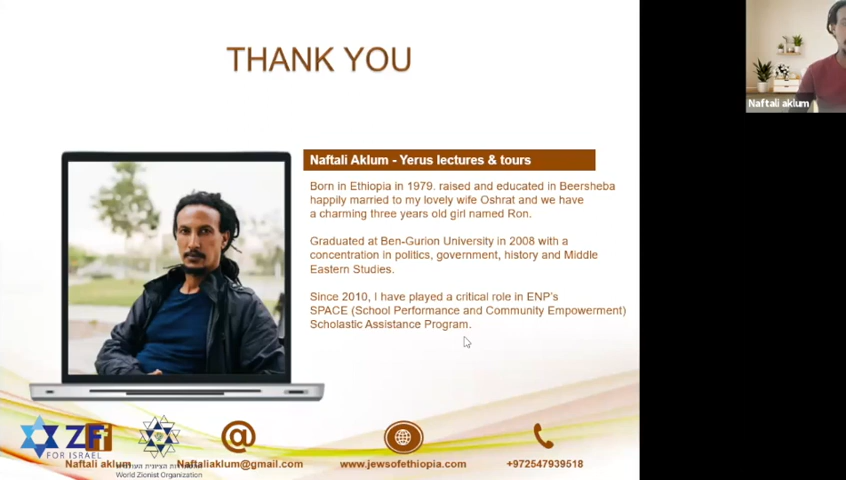 THANK YOU
Naftali aklum
Naftali Aklum - Yerus lectures & tours
Born in Ethiopia in 1979. raised and educated in Beersheba
happily married to my lovely wife Oshrat and we have
a charming three years old girl named Ron.
Graduated at Ben-Gurion University in 2008 with a
concentration in politics, government, history and Middle
Eastern Studies.
Since 2010, I have played a critical role in ENP's
SPACE (School Performance and Community Empowerment)
Scholastic Assistance Program.
ZF
FOR ISRAEL
Naftali aklum
World Zionist Organization
Naftaliaklum@gmail.com
www.jewsofethiopia.com
+972547939518